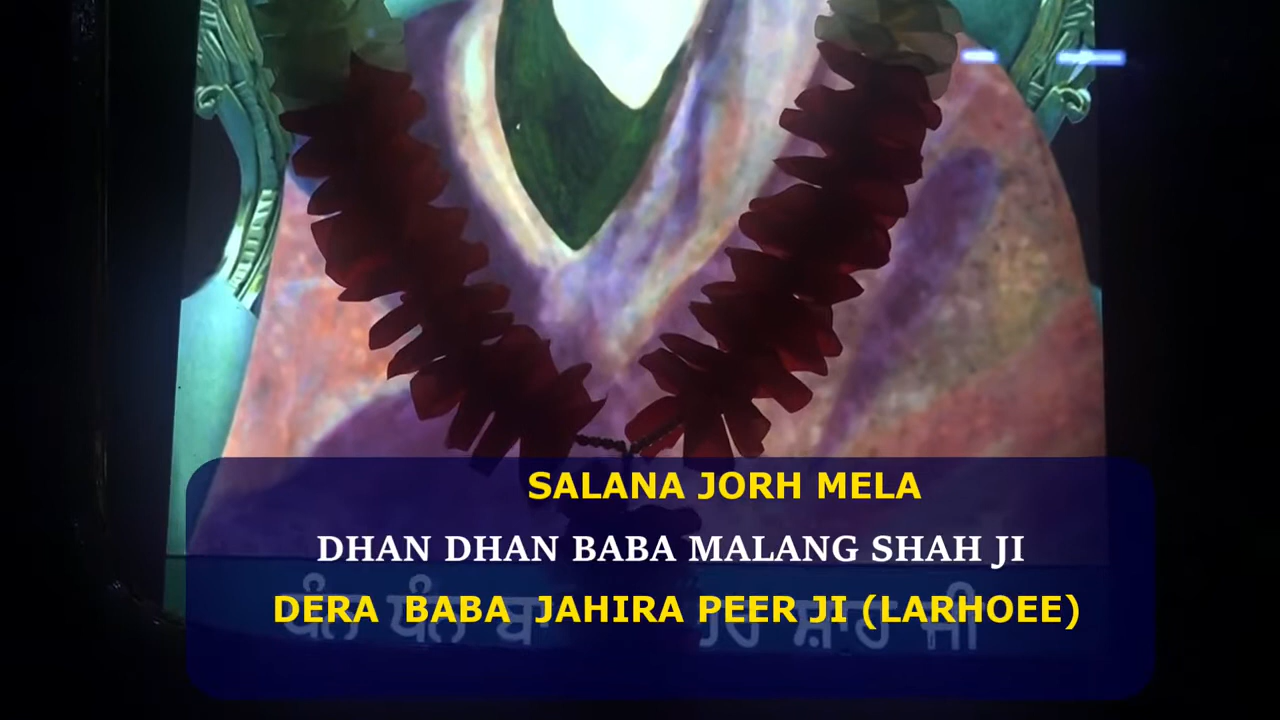 SALANA JORH MELA
DHAN DHAN BABA MALANG SHAH JI
DERA BABA JAHIRA PEER JI (LARHOEE)
ਧੰਨ ਧੰਨ ਸ਼ਾਹ ਜੀ